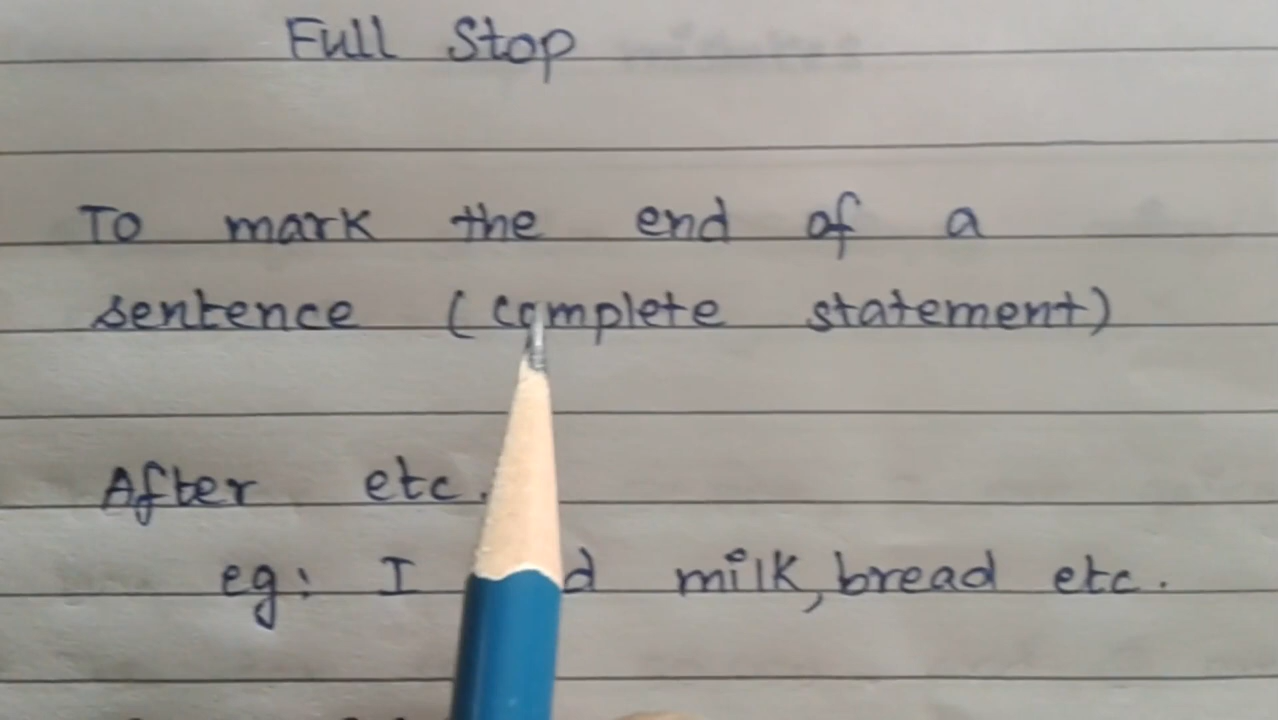 Full Stop
To mark the end of a
sentence (complete statement)
After etc.
eg: I milk, bread etc.